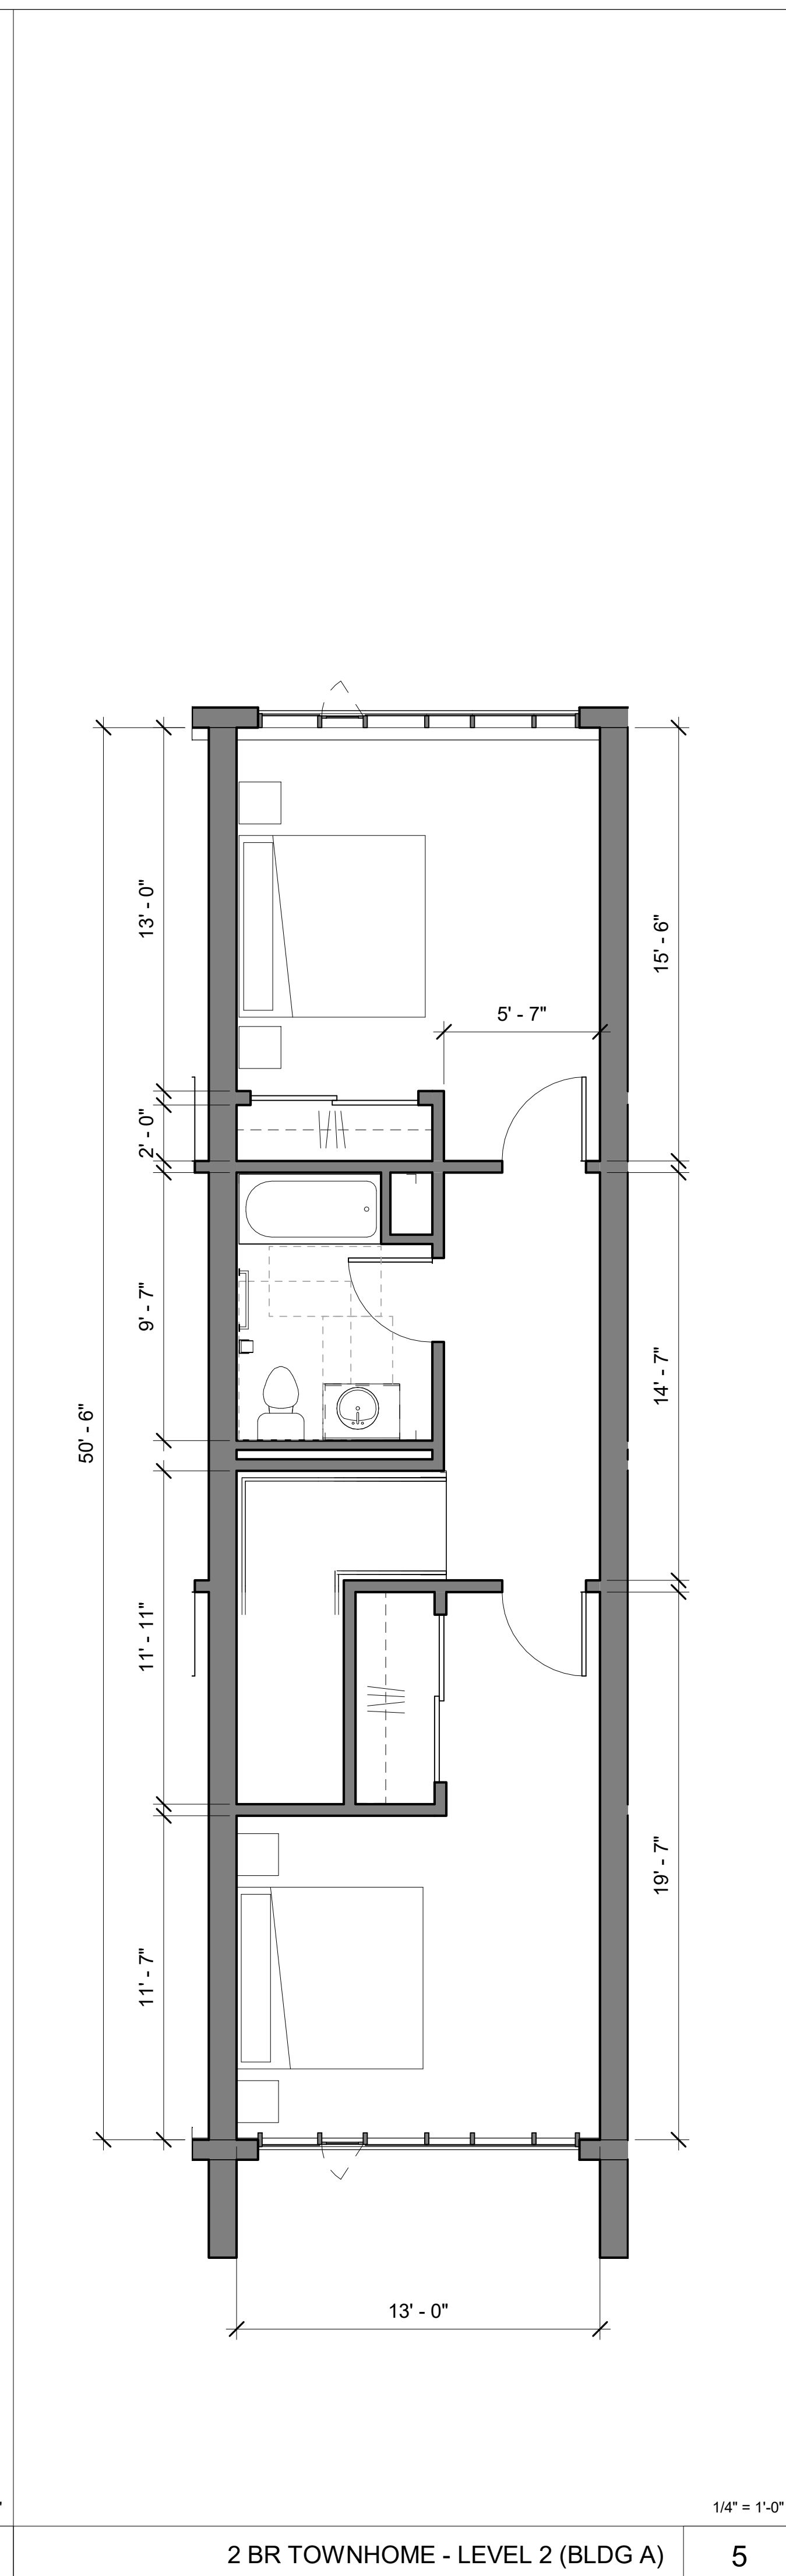 13' - 0"
15' - 6"
5' - 7"
2' - 0"
9' - 7"
14' - 7"
50' - 6"
11' - 11"
19' - 7"
11' - 7"
13' - 0"
1/4" = 1'-0"
2 BR TOWNHOME - LEVEL 2 (BLDG A)
5